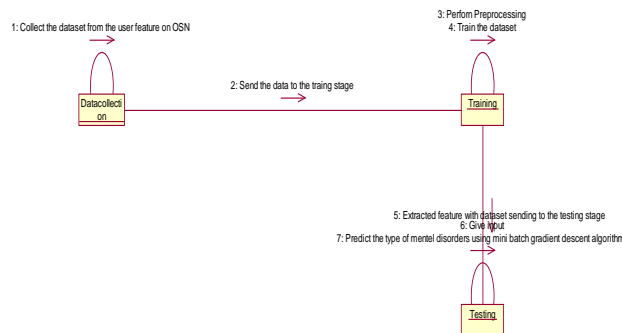 1: Collect the dataset from the user feature on OSN
3: Perfom Preprocessing
4: Train the dataset
2: Send the data to the traing stage
Datacollecti
on
Training
5: Extracted feature with dataset sending to the testing stage
6: Give Input
7: Predict the type of mentel disorders using mini batch gradient descent algorithm
Testing